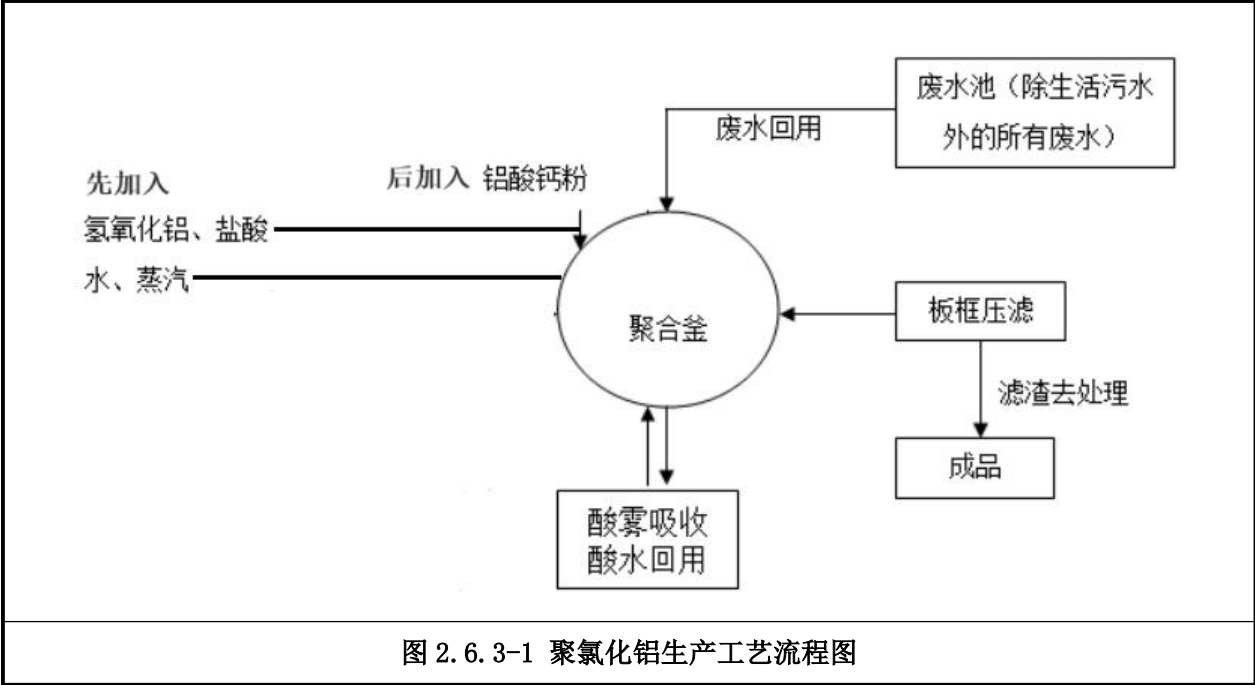 废水池（除生活污水
外的所有废水）
废水回用
先加入
后加入 铝酸钙粉
氢氧化铝、盐酸
水、蒸汽
聚合釜
板框压滤
滤渣去处理
成品
酸雾吸收
酸水回用
图 2.6.3-1 聚氯化铝生产工艺流程图